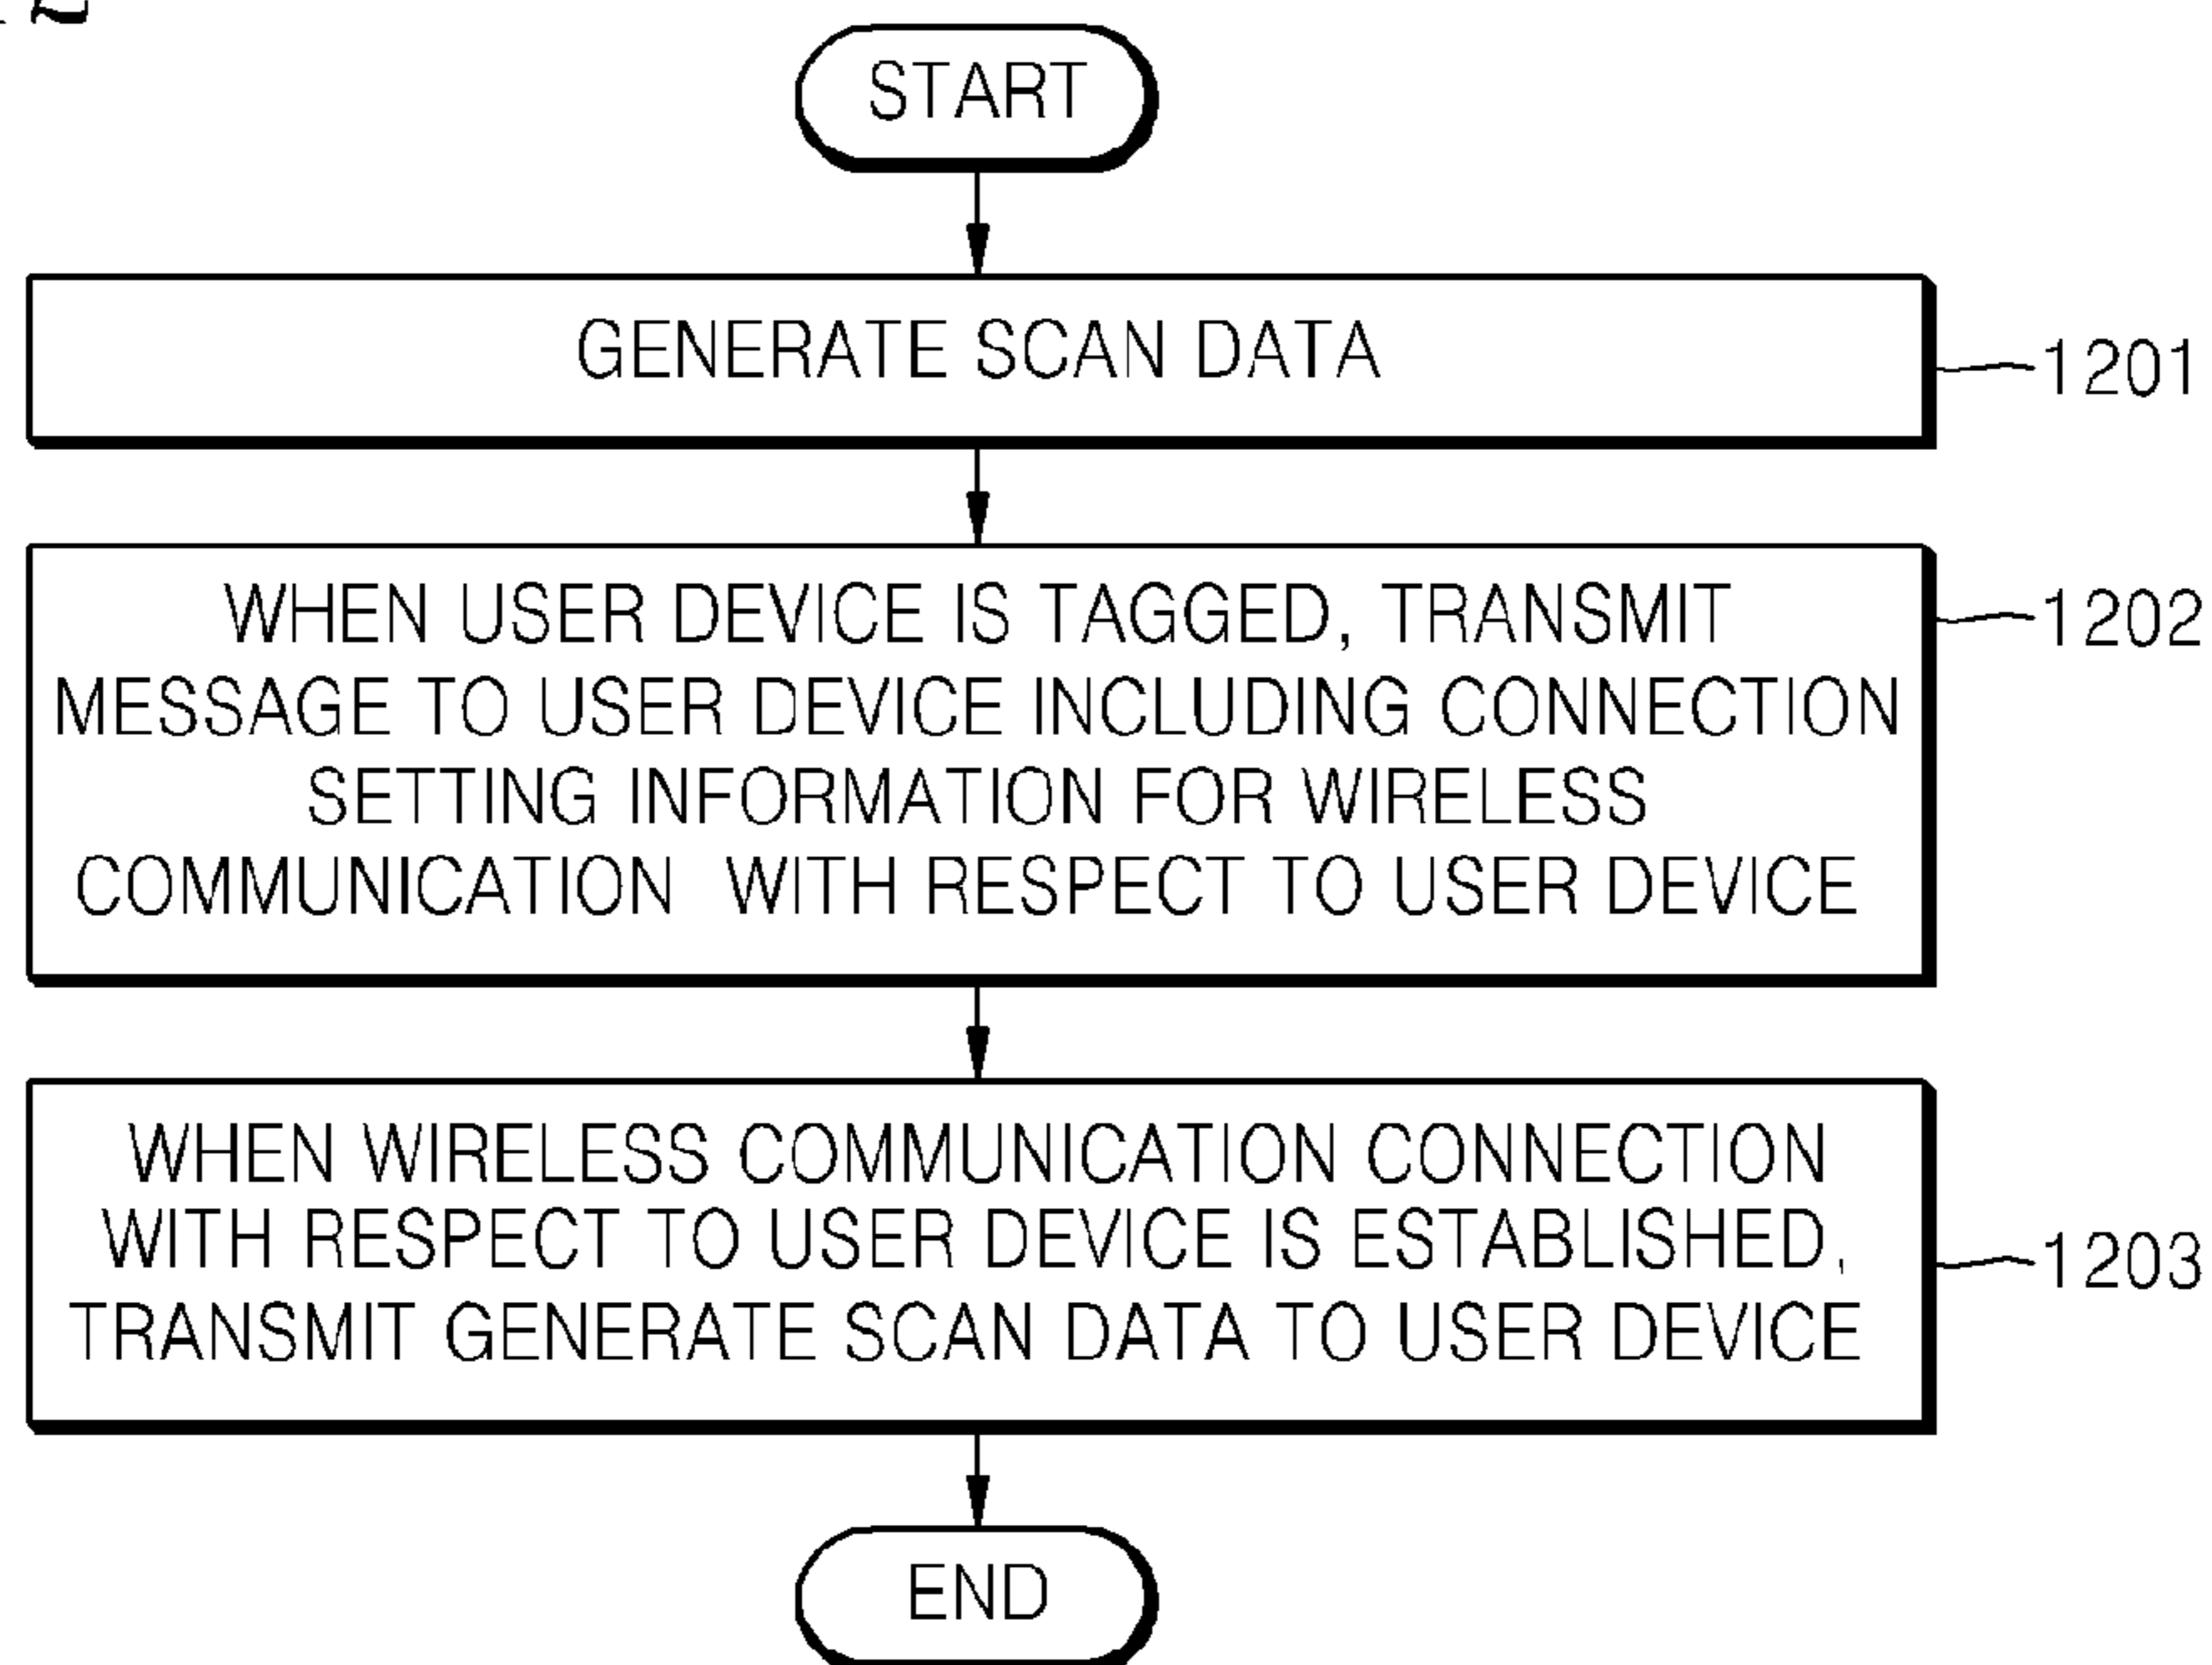 START
GENERATE SCAN DATA
1201
WHEN USER DEVICE IS TAGGED, TRANSMIT
MESSAGE TO USER DEVICE INCLUDING CONNECTION
SETTING INFORMATION FOR WIRELESS
COMMUNICATION WITH RESPECT TO USER DEVICE
1202
WHEN WIRELESS COMMUNICATION CONNECTION
WITH RESPECT TO USER DEVICE IS ESTABLISHED,
TRANSMIT GENERATE SCAN DATA TO USER DEVICE
1203
END